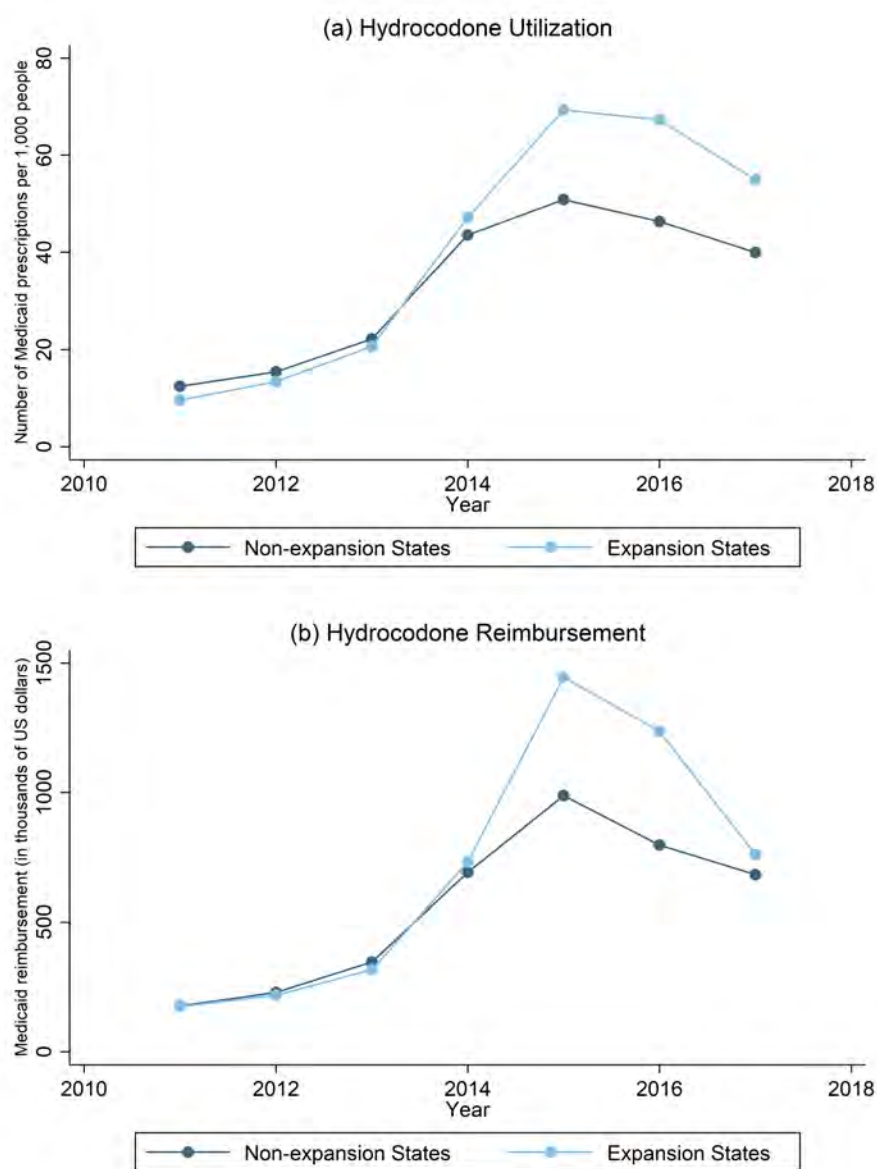 (a) Hydrocodone Utilization
Number of Medicaid prescriptions per 1,000 people
80
60
40
20
0
2010 2012 2014 2016 2018
Year
Non-expansion States Expansion States
(b) Hydrocodone Reimbursement
Medicaid reimbursement (in thousands of US dollars)
1500
1000
500
0
2010 2012 2014 2016 2018
Year
Non-expansion States Expansion States